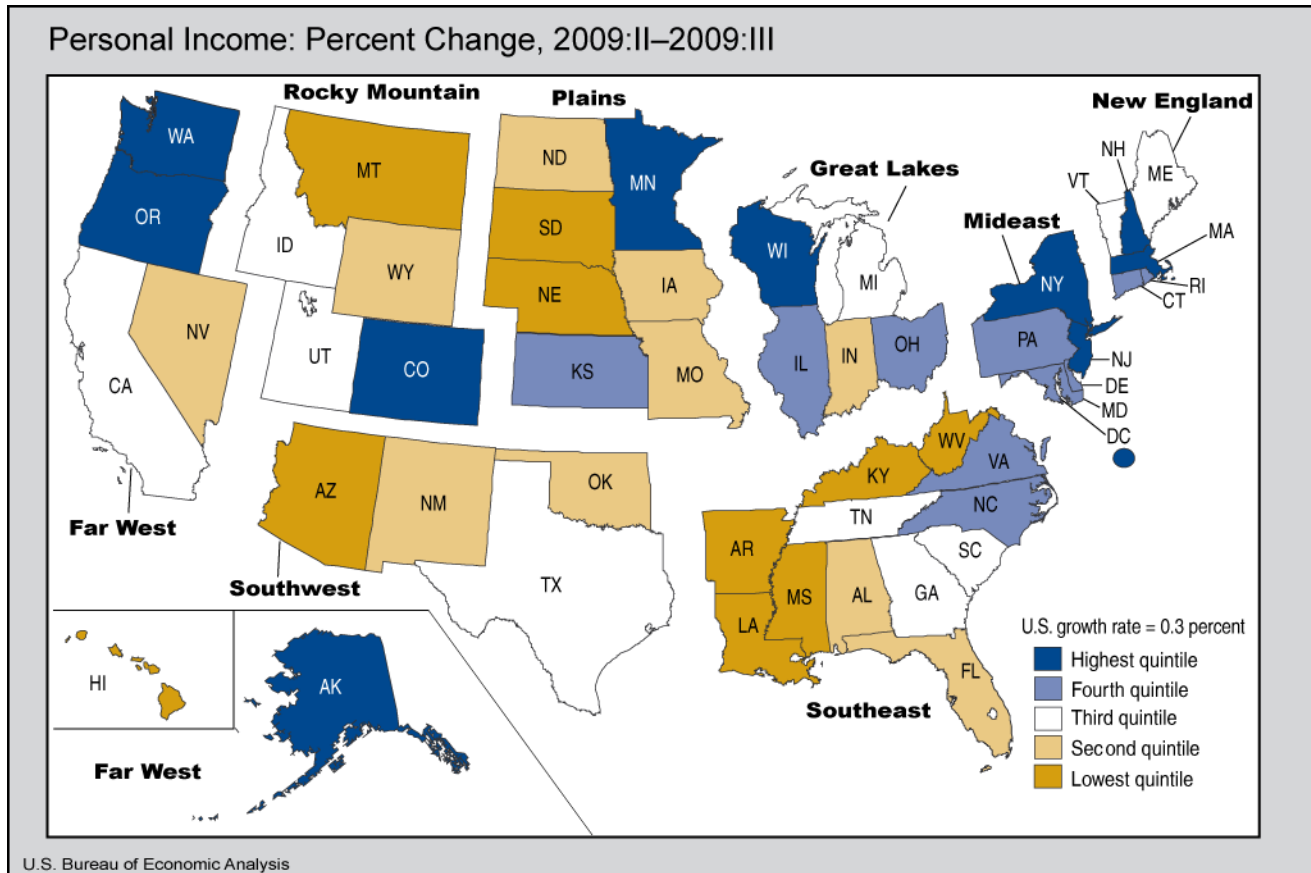 Personal Income: Percent Change, 2009:II–2009:III
Rocky Mountain
Plains
New England
Great Lakes
Mideast
WA
OR
ID
MT
WY
NV
CA
UT
CO
ND
SD
NE
KS
MN
IA
MO
WI
MI
IL
IN
OH
NH
VT
ME
MA
RI
CT
NY
PA
NJ
DE
MD
DC
Far West
AZ
NM
OK
TX
Southwest
WV
KY
VA
TN
NC
SC
AR
MS
AL
GA
LA
FL
Southeast
HI
AK
Far West
U.S. growth rate = 0.3 percent
Highest quintile
Fourth quintile
Third quintile
Second quintile
Lowest quintile
U.S. Bureau of Economic Analysis